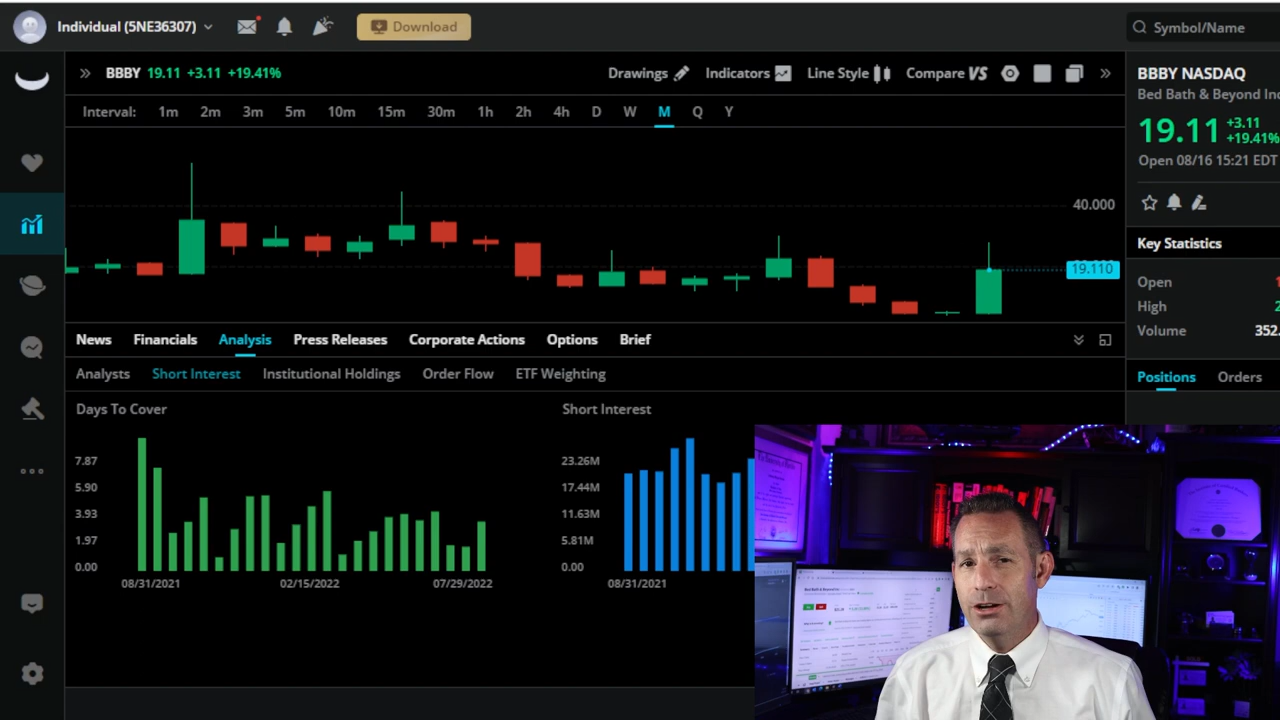 Individual (5NE36307)
Download
Symbol/Name
BBBY 19.11 +3.11 +19.41%
Drawings
Indicators
Line Style
Compare VS
Interval: 1m 2m 3m 5m 10m 15m 30m 1h 2h 4h D W M Q Y
40.000
19.110
News Financials Analysis Press Releases Corporate Actions Options Brief
Analysts Short Interest Institutional Holdings Order Flow ETF Weighting
Days To Cover
7.87
5.90
3.93
1.97
0.00
08/31/2021 02/15/2022 07/29/2022
Short Interest
23.26M
17.44M
11.63M
5.81M
0.00
08/31/2021
BBBY NASDAQ
Bed Bath & Beyond Inc
19.11
+3.11
+19.41%
Open 08/16 15:21 EDT
Key Statistics
Open
High
Volume 352.
Positions Orders